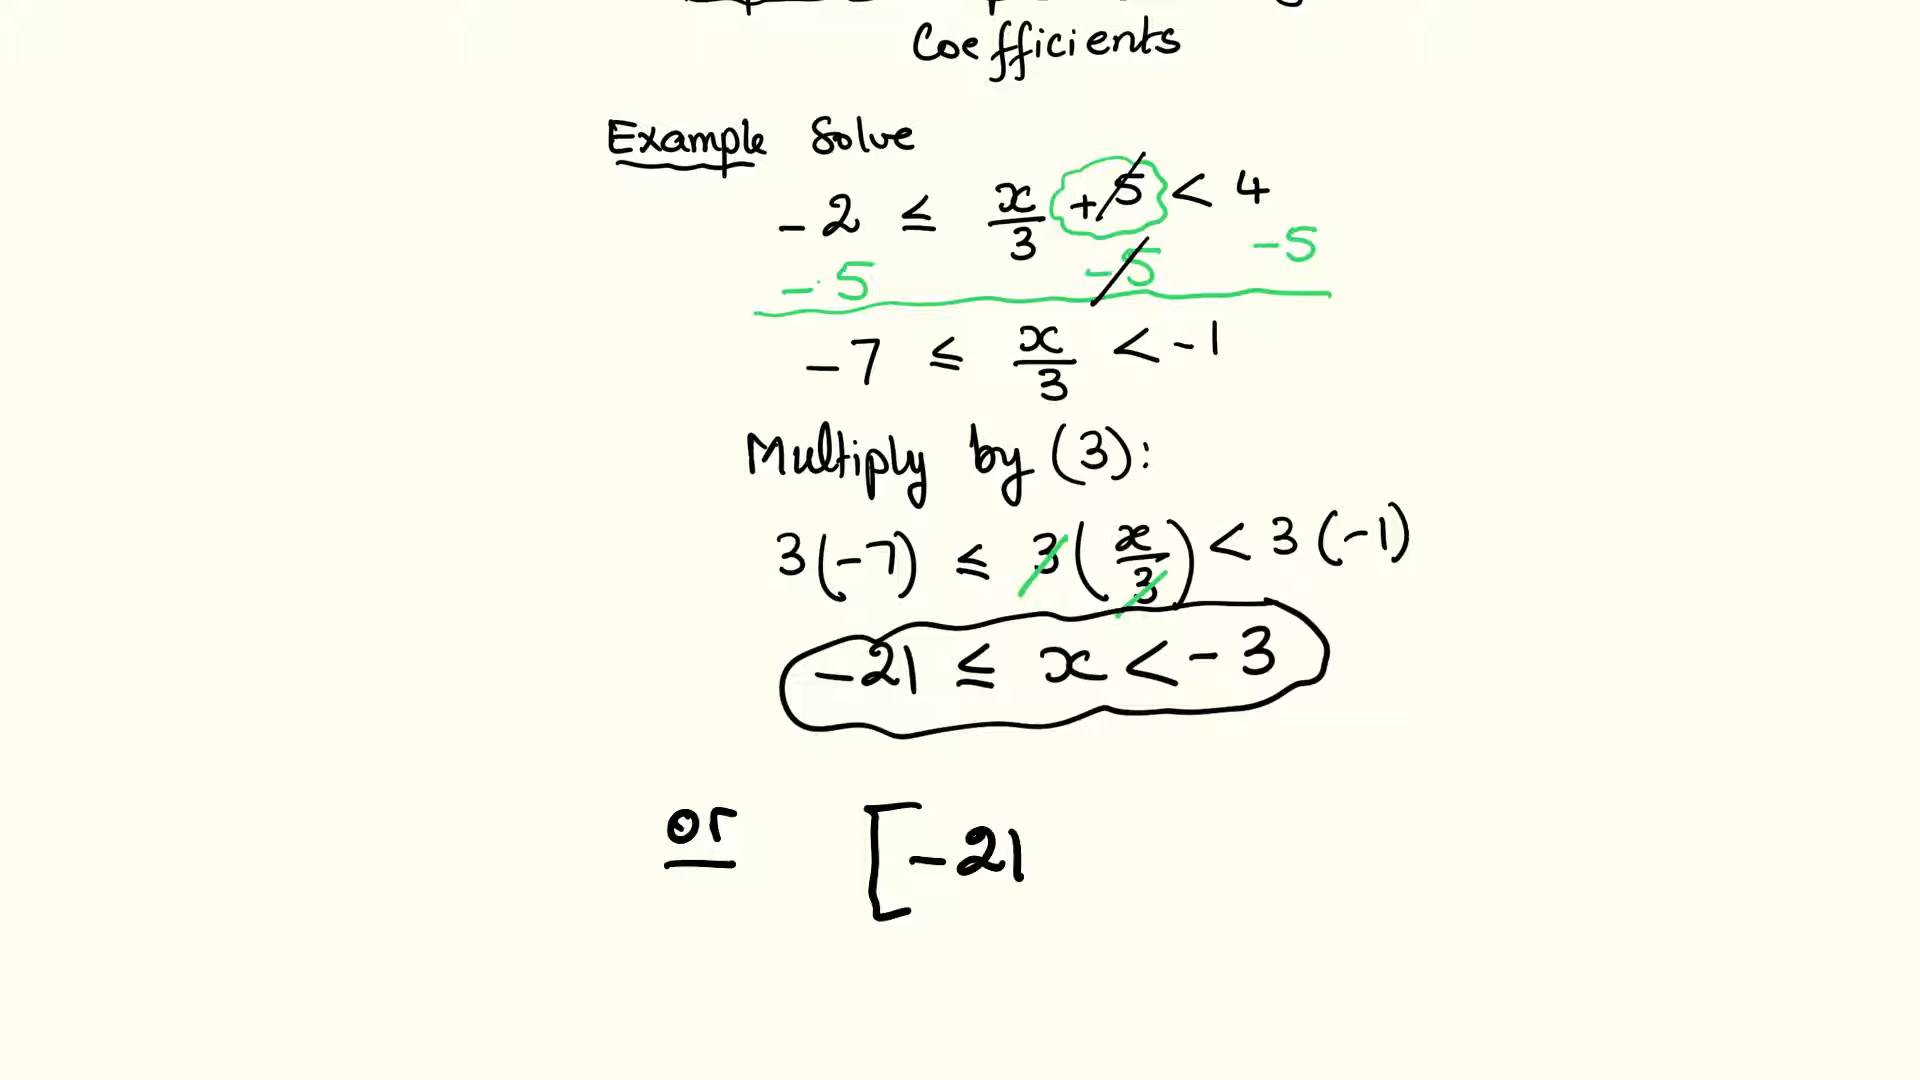 Coefficients
Example Solve
-2 ≤ x/3 +5 < 4
-5 -5 -5
-7 ≤ x/3 < -1
Multiply by (3):
3(-7) ≤ 3(x/3) < 3(-1)
-21 ≤ x < -3
or [-21